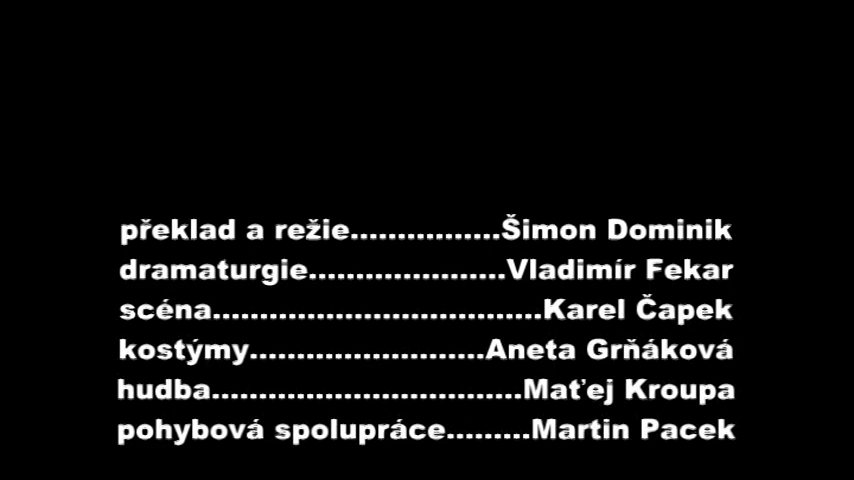 překlad a režie................Šimon Dominik
dramaturgie.....................Vladimír Fekar
scéna...................................Karel Čapek
kostýmy.........................Aneta Grňáková
hudba.................................Maťej Kroupa
pohybová spolupráce.........Martin Pacek